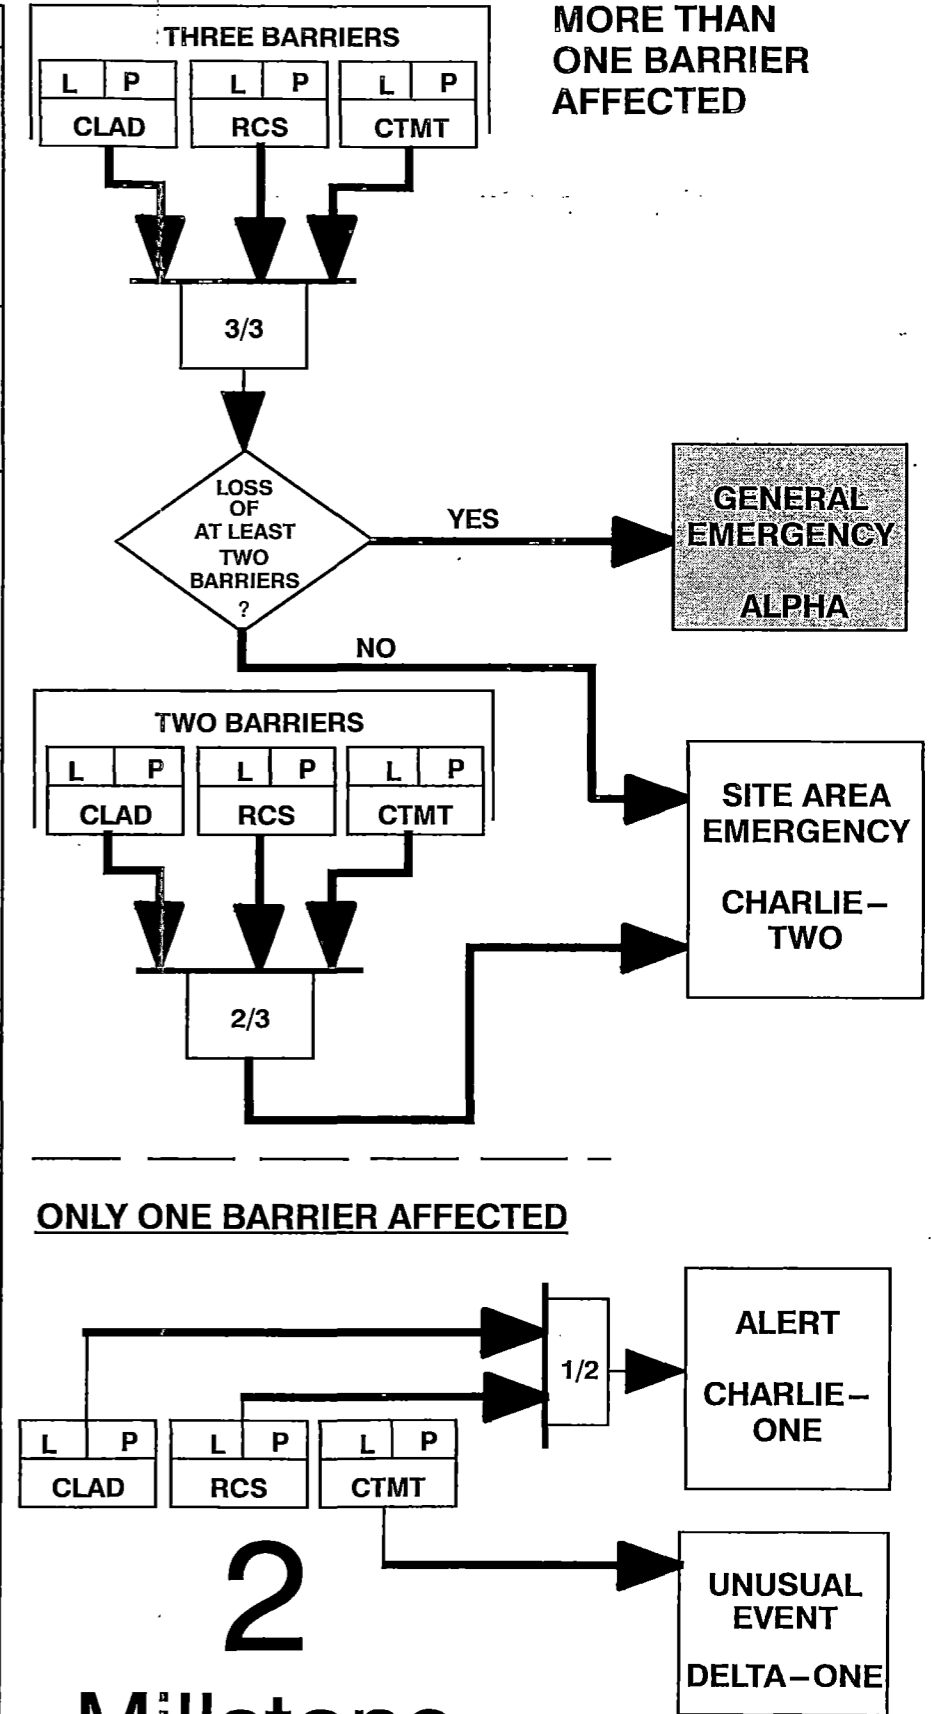 MORE THAN
ONE BARRIER
AFFECTED
THREE BARRIERS
L P L P L P
CLAD RCS CTMT
3/3
LOSS
OF
AT LEAST
TWO
BARRIERS
?
YES
GENERAL
EMERGENCY
ALPHA
NO
TWO BARRIERS
L P L P L P
CLAD RCS CTMT
2/3
SITE AREA
EMERGENCY
CHARLIE–
TWO
ONLY ONE BARRIER AFFECTED
1/2
ALERT
CHARLIE–
ONE
L P L P L P
CLAD RCS CTMT
UNUSUAL
EVENT
DELTA–ONE
2
Millstone